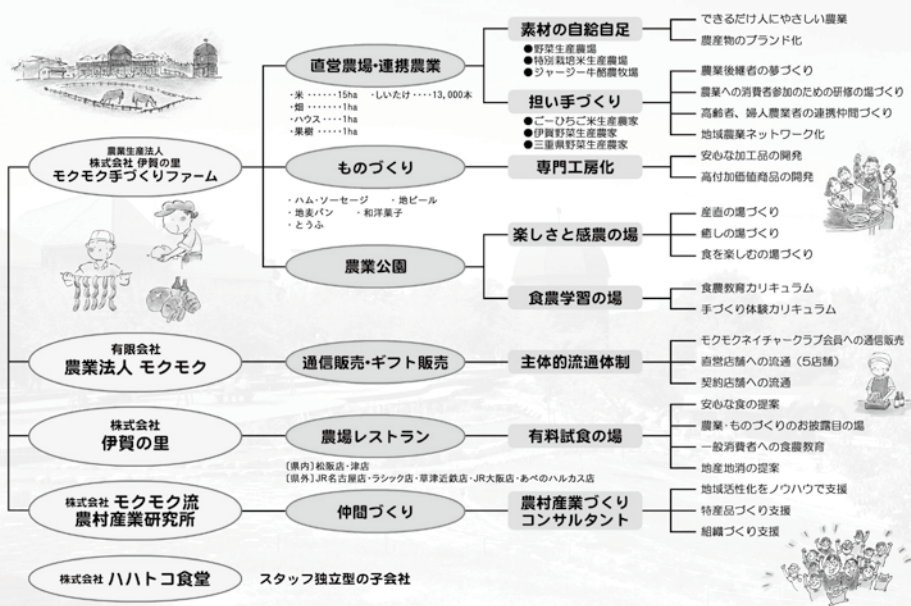 農業生産法人
株式会社 伊賀の里
モクモク手づくりファーム
直営農場・連携農業
・米 ・・・・・・15ha ・しいたけ・・・・13,000本
・畑 ・・・・・・1ha
・ハウス・・・・1ha
・果樹・・・・・1ha
素材の自給自足
●野菜生産農場
●特別栽培米生産農場
●ジャージー牛酪農牧場
できるだけ人にやさしい農業
農産物のブランド化
担い手づくり
●ごーひちご米生産農家
●伊賀野菜生産農家
●三重県野菜生産農家
農業後継者の夢づくり
農業への消費者参加のための研修の場づくり
高齢者、婦人農業者の連携仲間づくり
地域農業ネットワーク化
ものづくり
・ハム・ソーセージ ・地ビール
・地麦パン ・和洋菓子
・とうふ
専門工房化
安心な加工品の開発
高付加価値商品の開発
農業公園
楽しさと感農の場
産直の場づくり
癒しの場づくり
食を楽しむの場づくり
食農学習の場
食農教育カリキュラム
手づくり体験カリキュラム
有限会社
農業法人 モクモク
通信販売・ギフト販売
主体的流通体制
モクモクネイチャークラブ会員への通信販売
直営店舗への流通（5店舗）
契約店舗への流通
株式会社
伊賀の里
農場レストラン
［県内］松阪店・津店
［県外］JR名古屋店・ラシック店・草津近鉄店・JR大阪店・あべのハルカス店
有料試食の場
安心な食の提案
農業・ものづくりのお披露目の場
一般消費者への食農教育
地産地消の提案
株式会社 モクモク流
農村産業研究所
仲間づくり
農村産業づくり
コンサルタント
地域活性化をノウハウで支援
特産品づくり支援
組織づくり支援
株式会社 ハハトコ食堂
スタッフ独立型の子会社